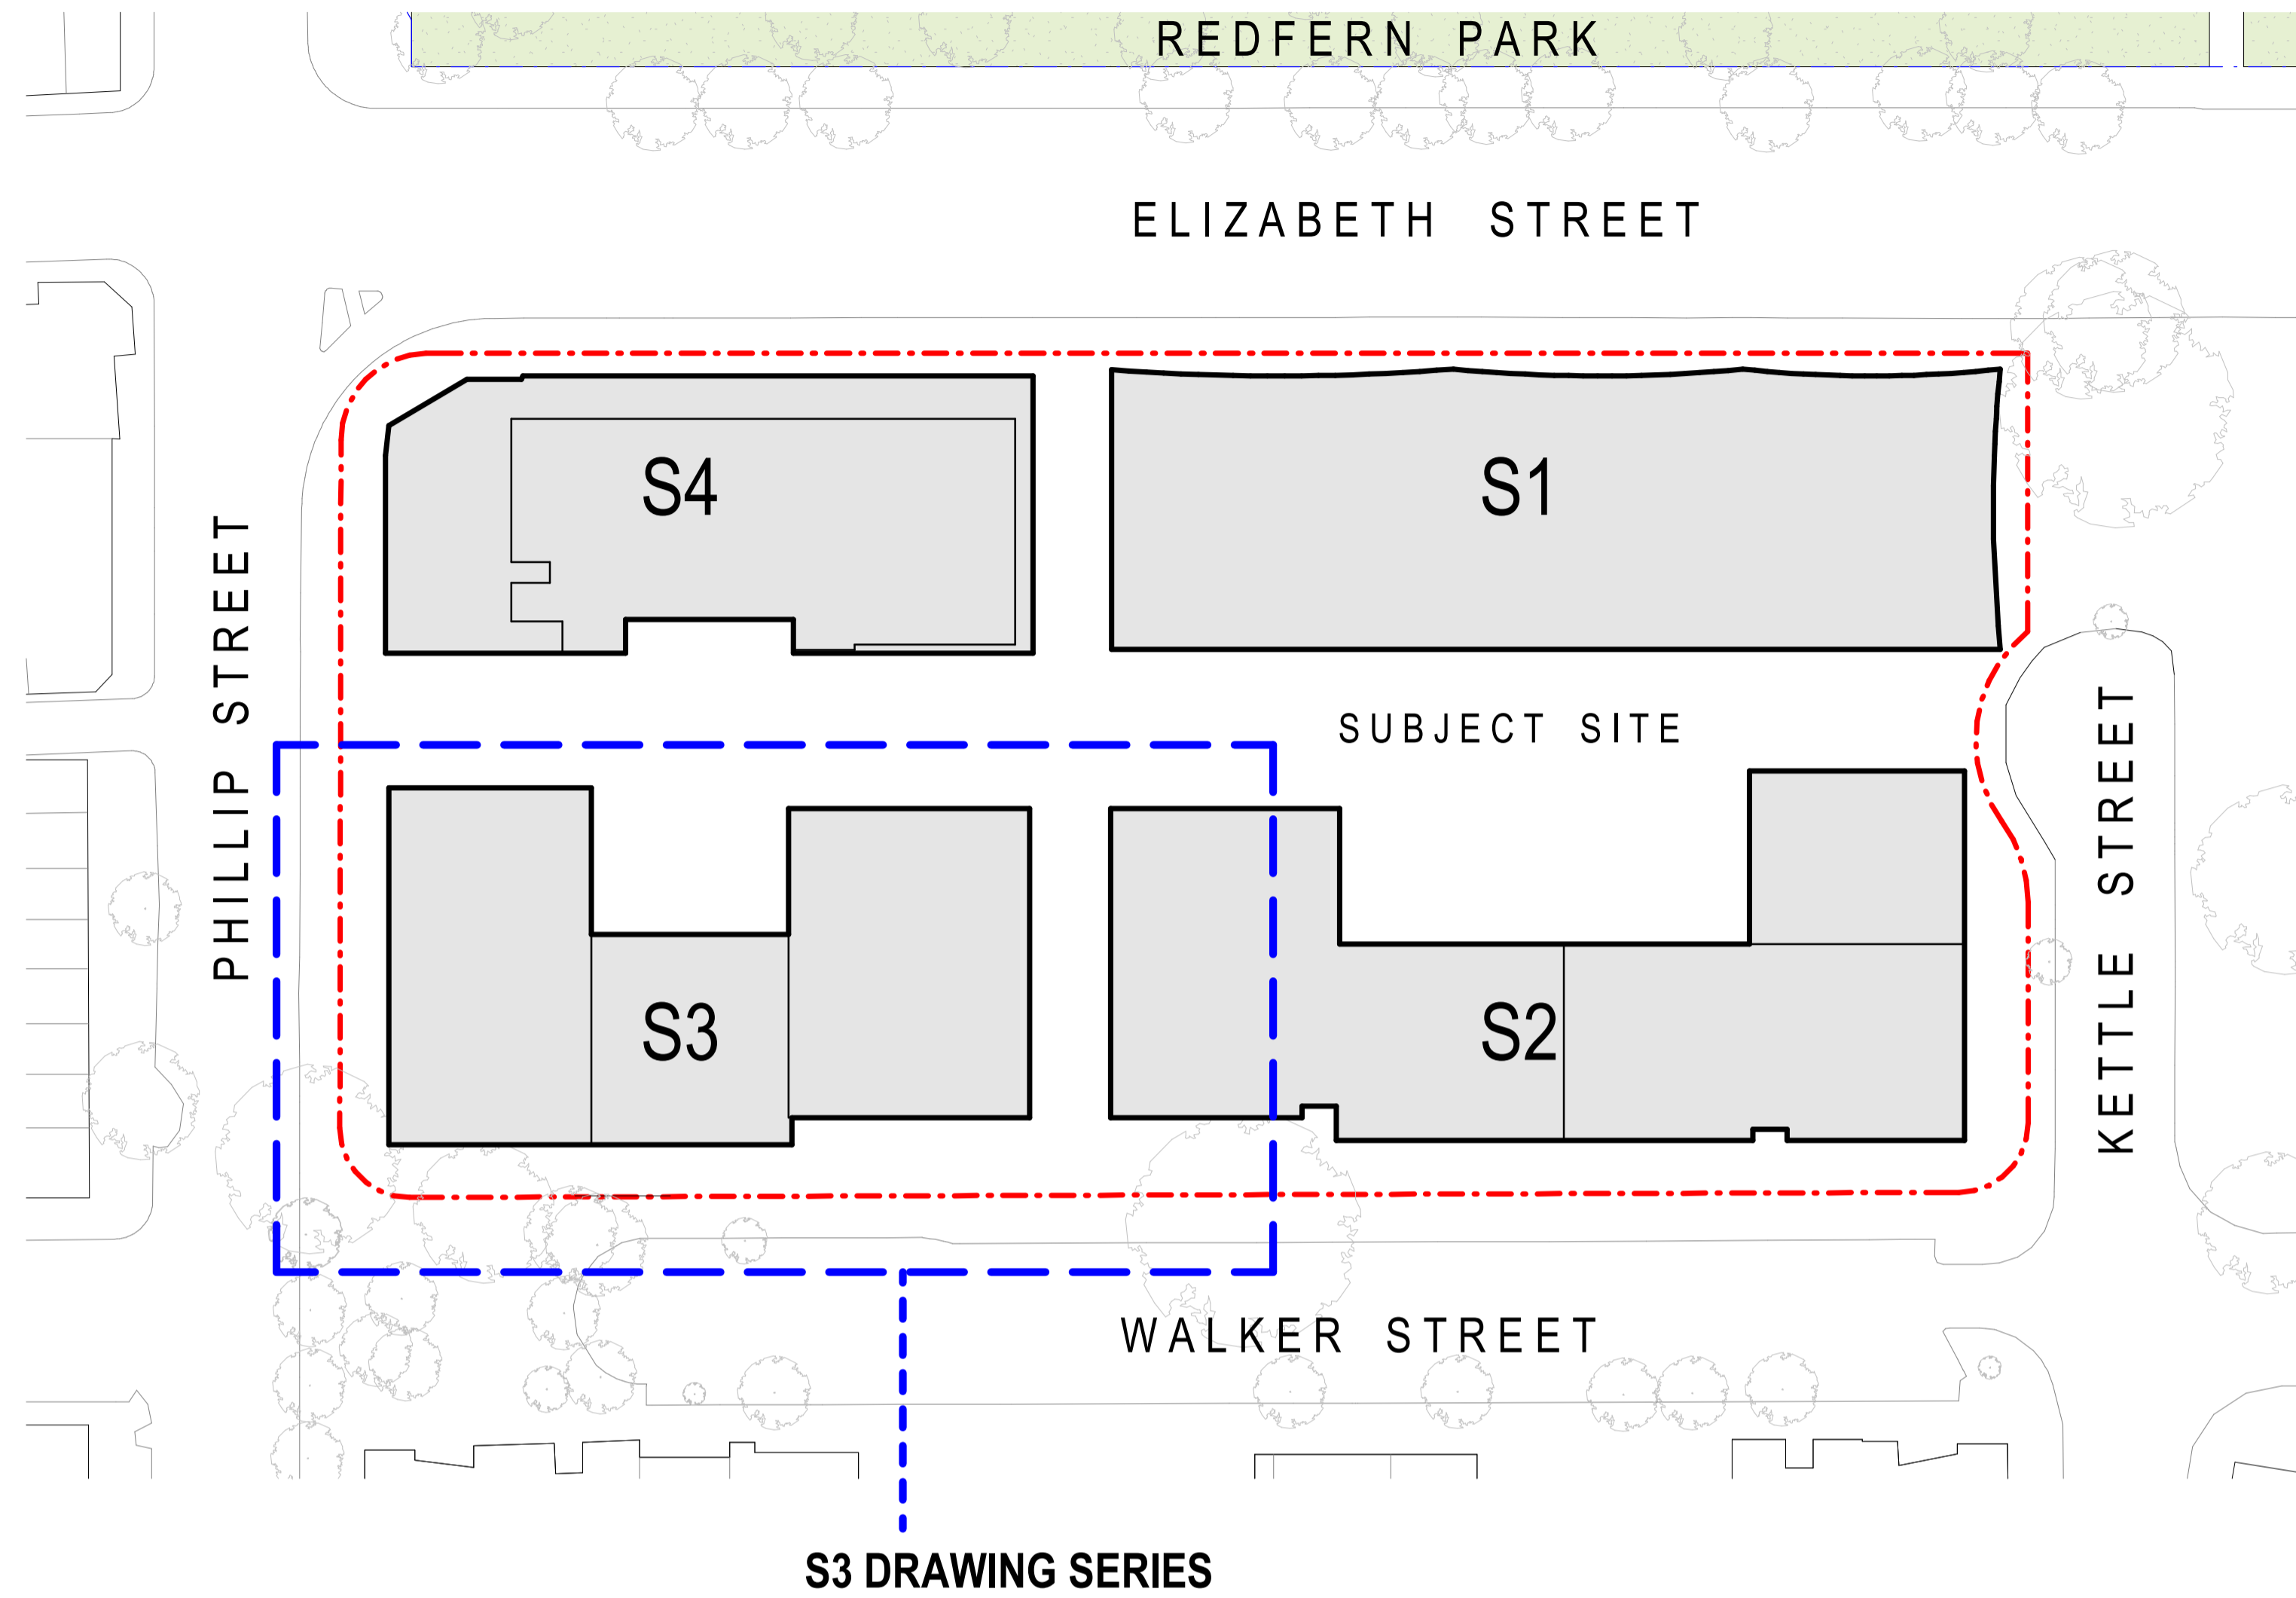 REDFERN PARK
ELIZABETH STREET
S4
S1
PHILLIP STREET
SUBJECT SITE
KETTLE STREET
S3
S2
WALKER STREET
S3 DRAWING SERIES